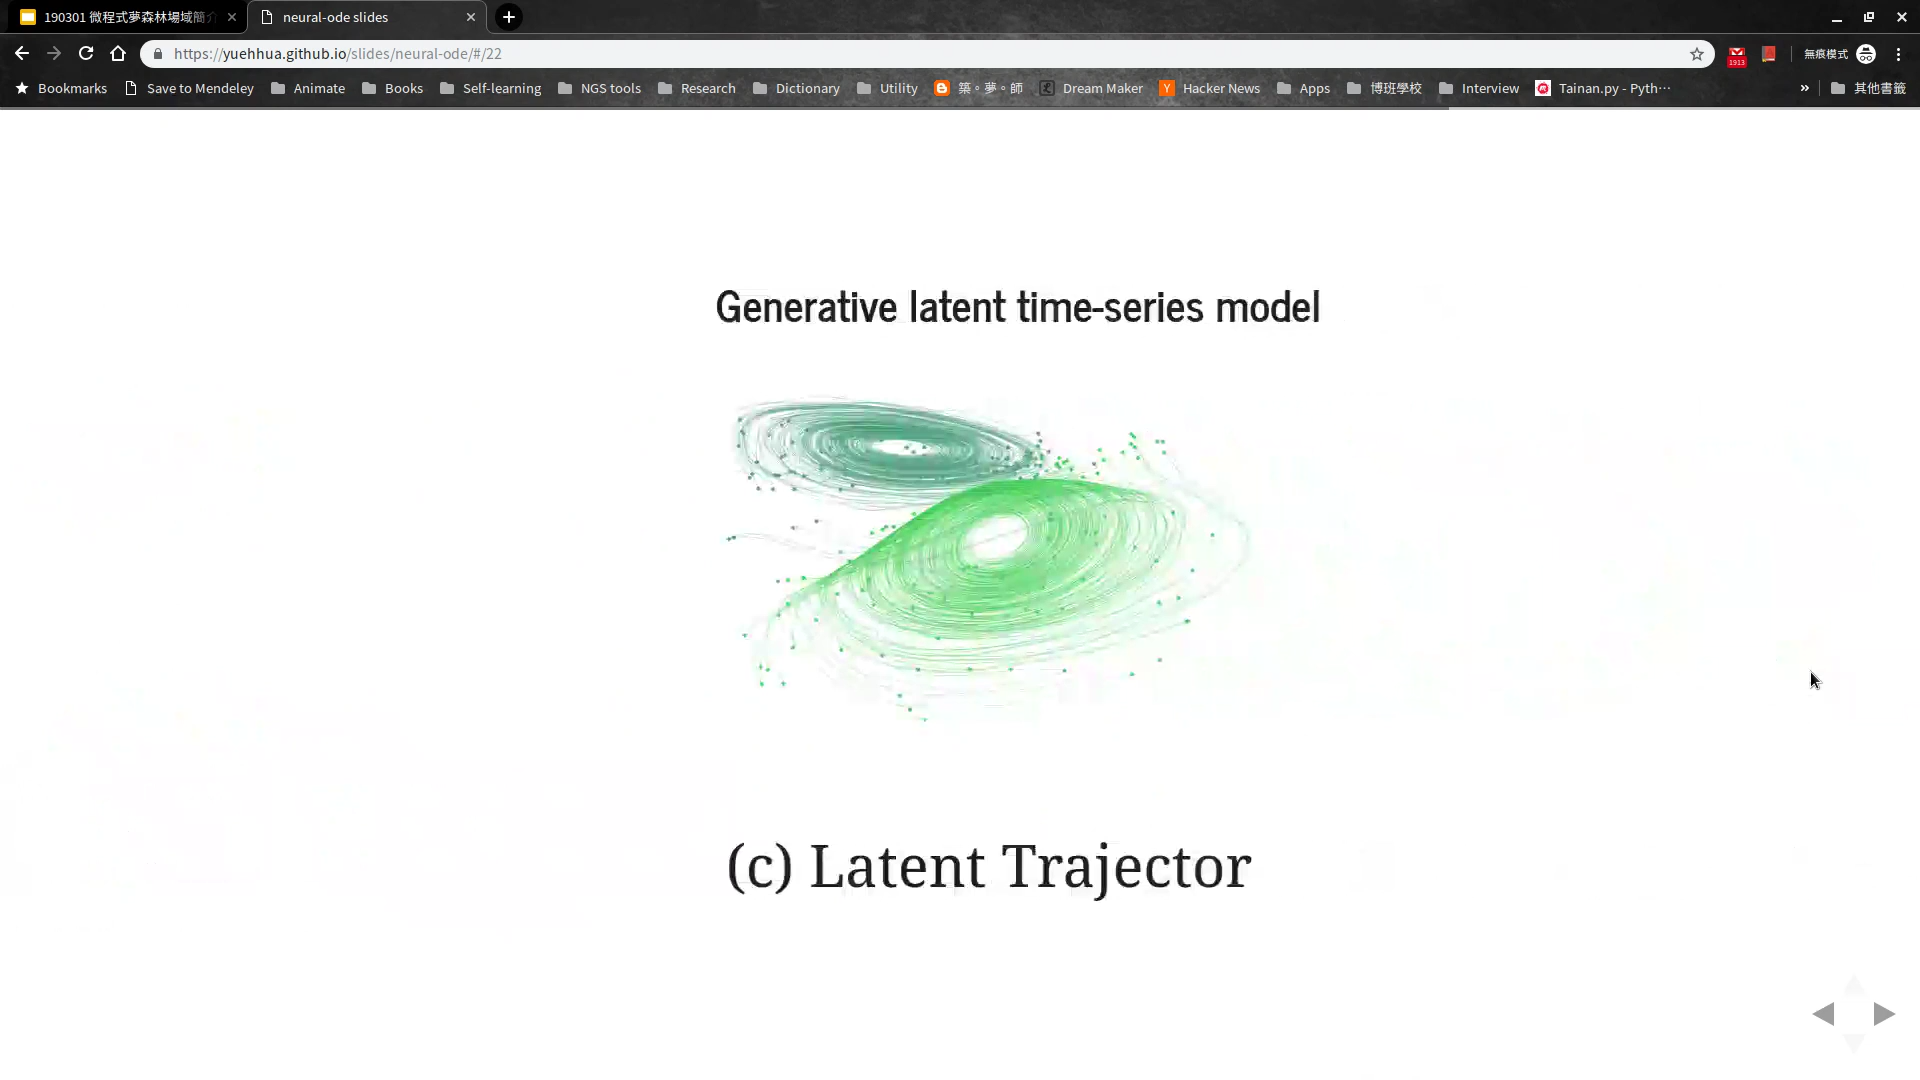 190301 微程式夢森林場域簡介
neural-ode slides
https://yuehhua.github.io/slides/neural-ode/#/22
1913
無痕模式
Bookmarks
Save to Mendeley
Animate
Books
Self-learning
NGS tools
Research
Dictionary
Utility
築。夢。師
Dream Maker
Hacker News
Apps
博班學校
Interview
Tainan.py - Pyth…
»
其他書籤
Generative latent time-series model
(c) Latent Trajector